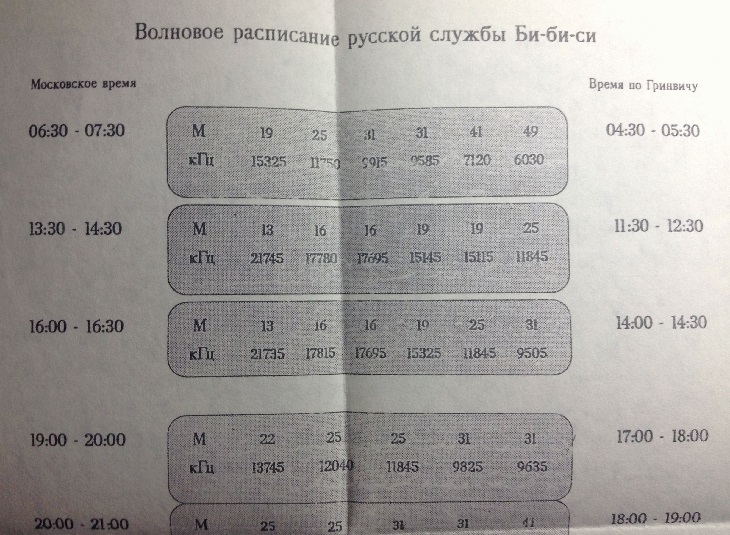 Волновое расписание русской службы Би-би-си
Московское время Время по Гринвичу
06:30 - 07:30 М 19 25 31 31 41 49 04:30 - 05:30
кГц 15325 11750 5915 9585 7120 6030
13:30 - 14:30 М 13 16 16 19 19 25 11:30 - 12:30
кГц 21745 17780 17695 15145 15115 11845
16:00 - 16:30 М 13 16 16 19 25 31 14:00 - 14:30
кГц 21735 17815 17695 15325 11845 9505
19:00 - 20:00 М 22 25 25 31 31 17:00 - 18:00
кГц 13745 12040 11845 9825 9635
20:00 - 21:00 М 25 25 31 31 41 18:00 - 19:00